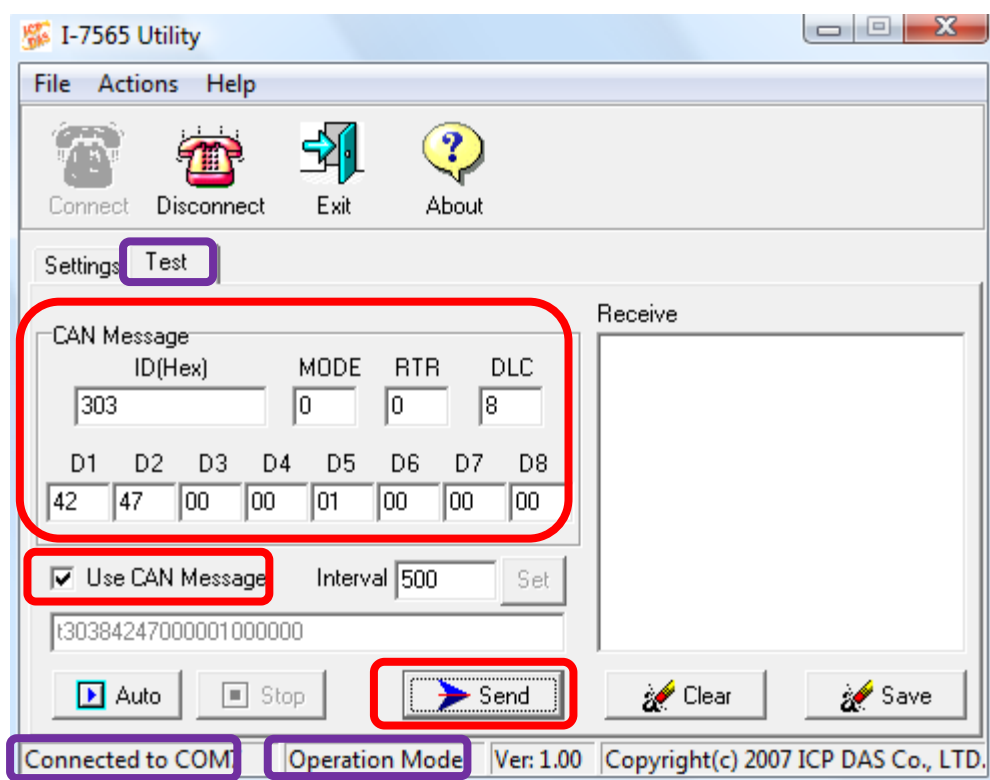 I-7565 Utility
File Actions Help
Connect Disconnect Exit About
Settings Test
Receive
CAN Message
ID(Hex) MODE RTR DLC
303 0 0 8
D1 D2 D3 D4 D5 D6 D7 D8
42 47 00 00 01 00 00 00
Use CAN Message Interval 500 Set
t30384247000001000000
Auto Stop Send Clear Save
Connected to Operation Mode Ver: 1.00 Copyright(c) 2007 ICP DAS Co., LTD.